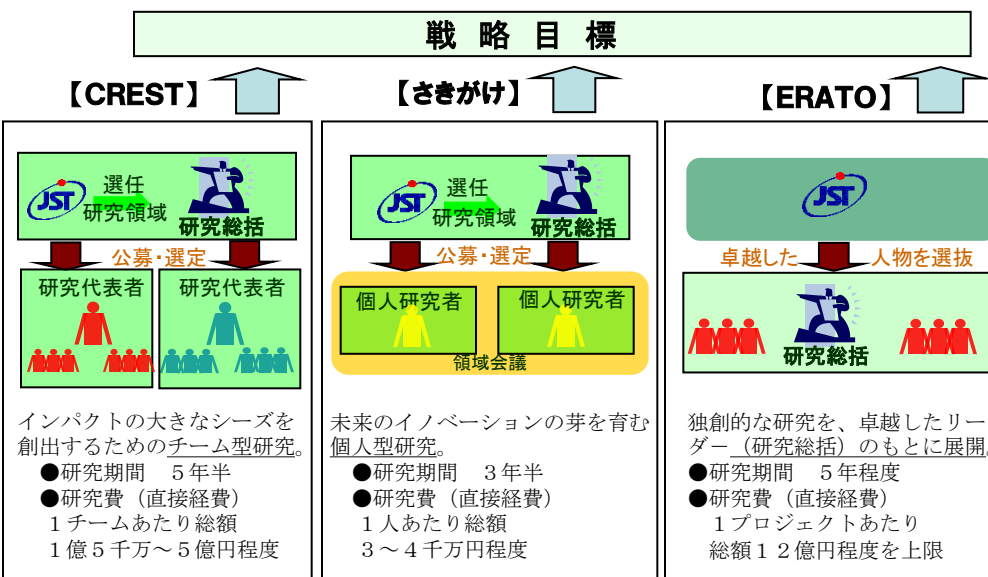 戦略目標
【CREST】
【さきがけ】
【ERATO】
JST
選任
研究領域
研究総括
公募・選定
研究代表者
研究代表者
インパクトの大きなシーズを
創出するためのチーム型研究。
●研究期間　５年半
●研究費（直接経費）
１チームあたり総額
１億５千万～５億円程度
JST
選任
研究領域
研究総括
公募・選定
個人研究者
個人研究者
領域会議
未来のイノベーションの芽を育む
個人型研究。
●研究期間　３年半
●研究費（直接経費）
１人あたり総額
３～４千万円程度
JST
卓越した　人物を選抜
研究総括
独創的な研究を、卓越したリー
ダー（研究総括）のもとに展開。
●研究期間　５年程度
●研究費（直接経費）
１プロジェクトあたり
総額１２億円程度を上限